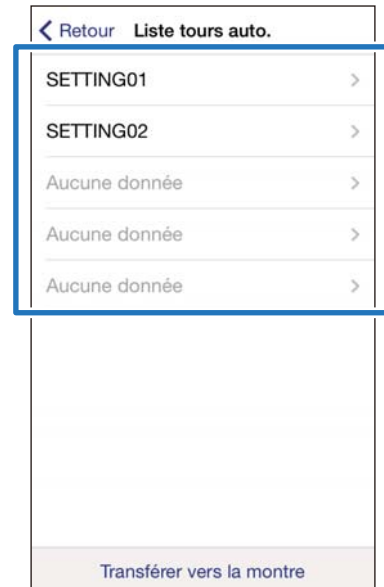 Retour Liste tours auto.
SETTING01
SETTING02
Aucune donnée
Aucune donnée
Aucune donnée
Transférer vers la montre